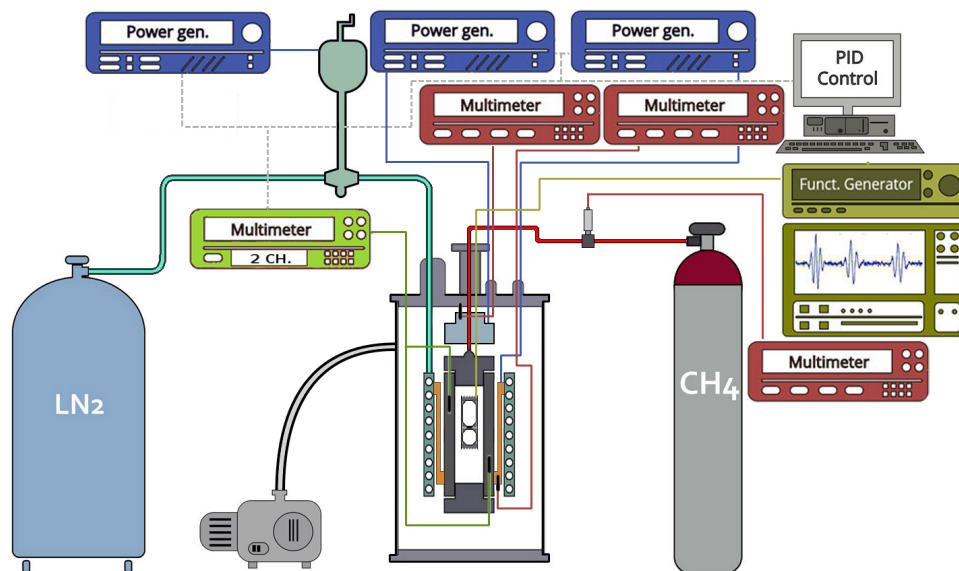 Power gen.
Power gen.
Power gen.
PID
Control
Multimeter
Multimeter
Funct. Generator
Multimeter
2 CH.
Multimeter
LN2
CH4